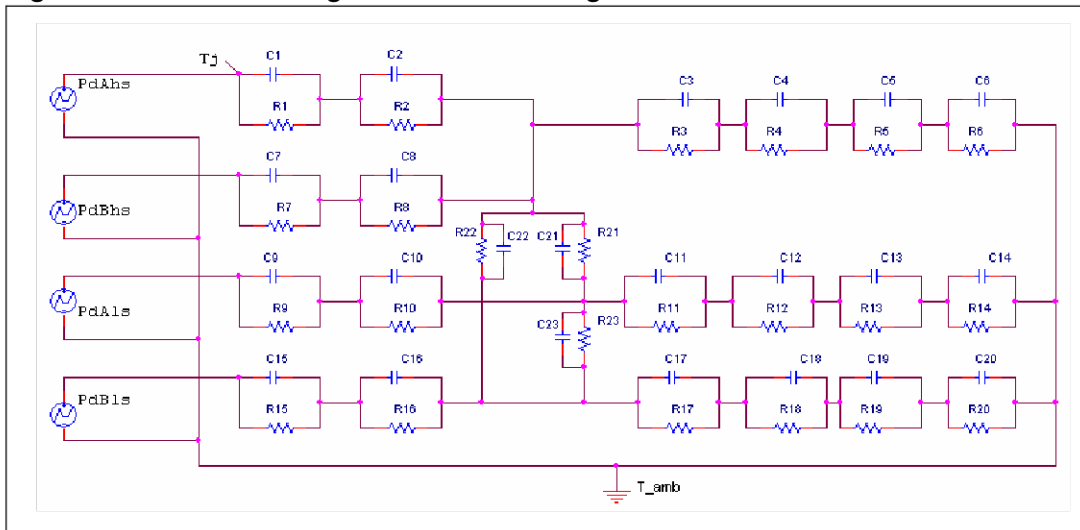 Tj
C1 C2
PdAhs
R1 R2
C3 C4 C5 C6
R3 R4 R5 R6
C7 C8
PdBhs
R7 R8
R22 C22 C21 R21
C9 C10 C11 C12 C13 C14
PdAls
R9 R10 R11 R12 R13 R14
C23 R23
C15 C16 C17 C18 C19 C20
PdBls
R15 R16 R17 R18 R19 R20
T_amb